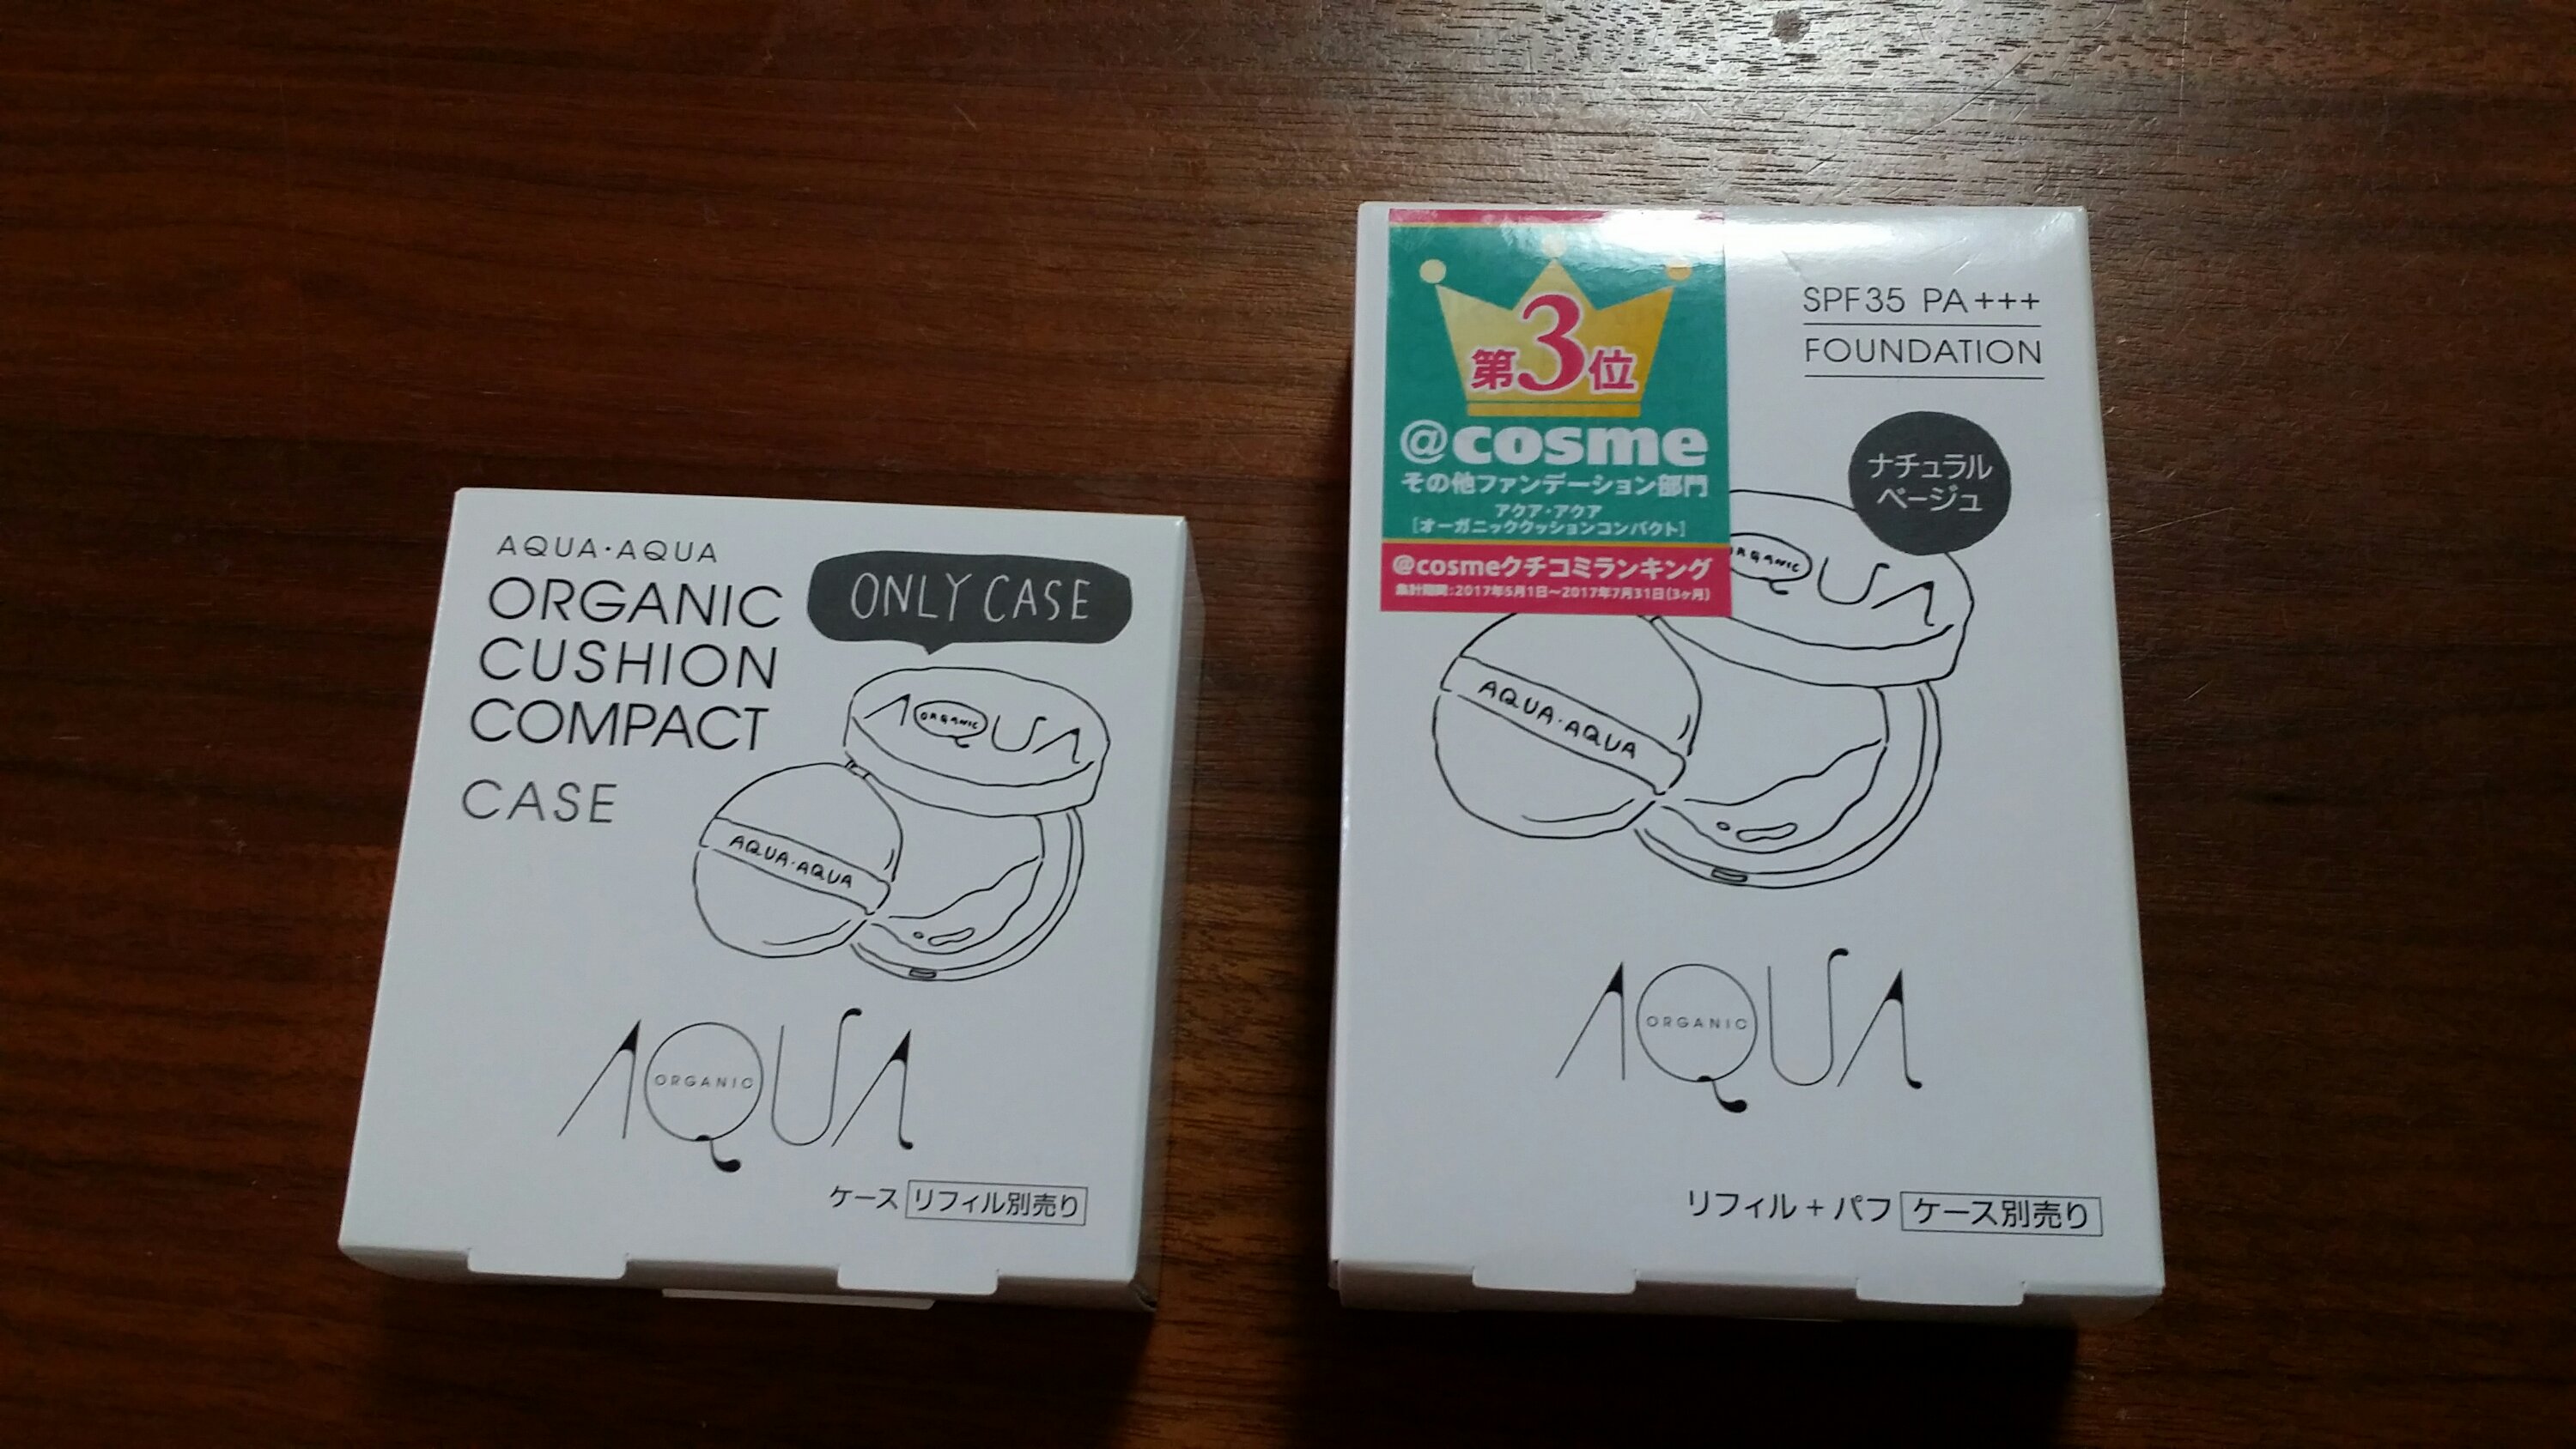 AQUA·AQUA
ORGANIC
CUSHION
COMPACT
CASE
ONLY CASE
AQUA
ORGANIC
AQUA·AQUA
AQUA
ORGANIC
ケース リフィル別売り
第3位
@cosme
その他ファンデーション部門
アクア・アクア
[オーガニッククッションコンパクト]
@cosmeクチコミランキング
集計期間:2017年5月1日~2017年7月31日(3ヶ月)
SPF35 PA+++
FOUNDATION
ナチュラル
ベージュ
AQUA·AQUA
AQUA
ORGANIC
リフィル+パフ ケース別売り